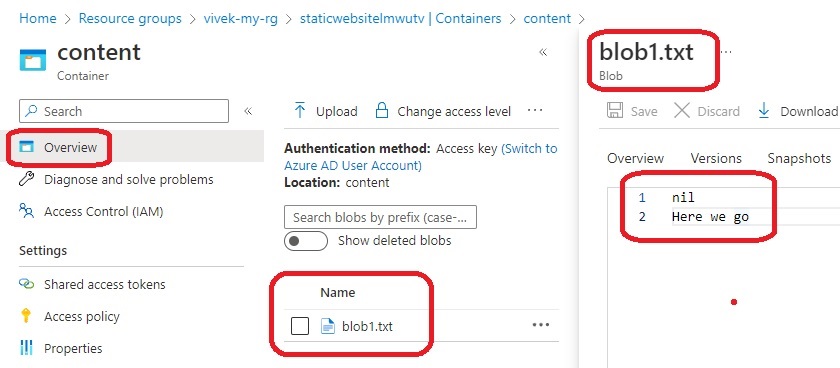 Home > Resource groups > vivek-my-rg > staticwebsitelmwutv | Containers > content >
content
Container
Search
Overview
Diagnose and solve problems
Access Control (IAM)
Settings
Shared access tokens
Access policy
Properties
Upload Change access level ...
Authentication method: Access key (Switch to
Azure AD User Account)
Location: content
Search blobs by prefix (case-...
Show deleted blobs
Name
blob1.txt ...
blob1.txt ...
Blob
Save Discard Download
Overview Versions Snapshots
1 nil
2 Here we go